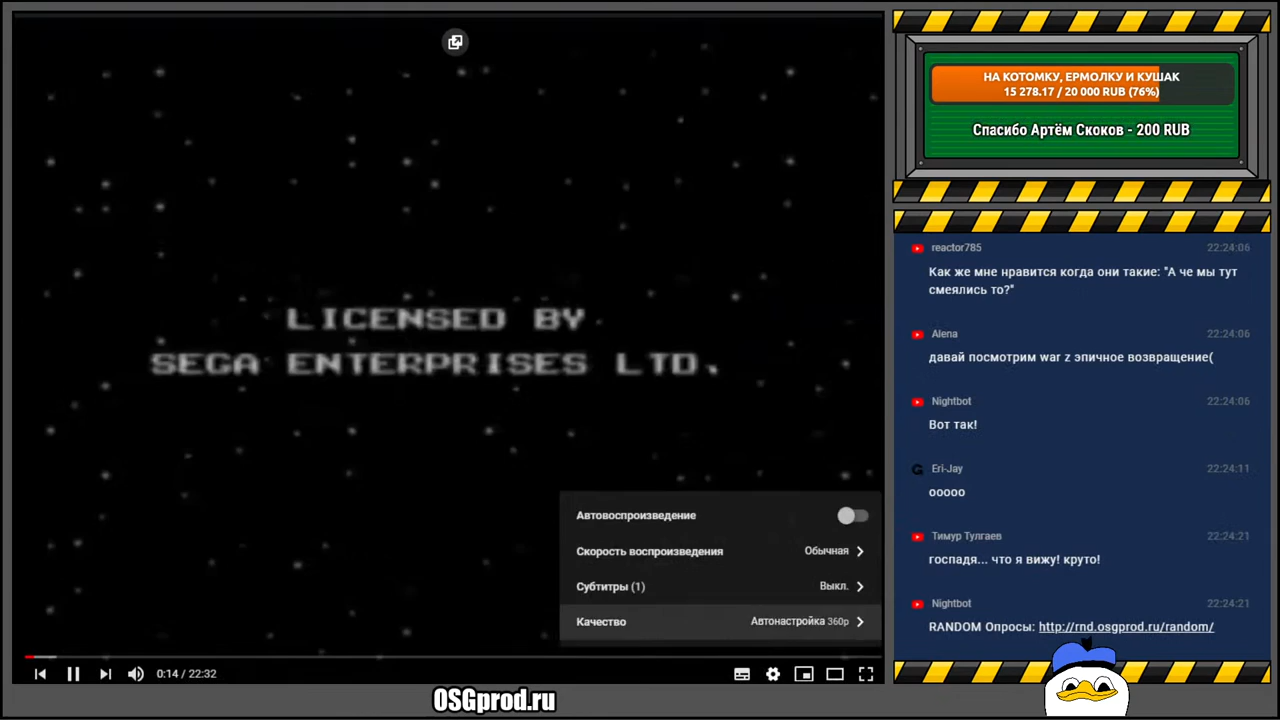 LICENSED BY
SEGA ENTERPRISES LTD.
Автовоспроизведение
Скорость воспроизведения Обычная
Субтитры (1) Выкл.
Качество Автонастройка 360p
0:14 / 22:32
OSGprod.ru
НА КОТОМКУ, ЕРМОЛКУ И КУШАК
15 278.17 / 20 000 RUB (76%)
Спасибо Артём Скоков - 200 RUB
reactor785 22:24:06
Как же мне нравится когда они такие: "А че мы тут
смеялись то?"
Alena 22:24:06
давай посмотрим war z эпичное возвращение(
Nightbot 22:24:06
Вот так!
Eri-Jay 22:24:11
ооооо
Тимур Тулгаев 22:24:21
госпадя... что я вижу! круто!
Nightbot 22:24:21
RANDOM Опросы: http://rnd.osgprod.ru/random/